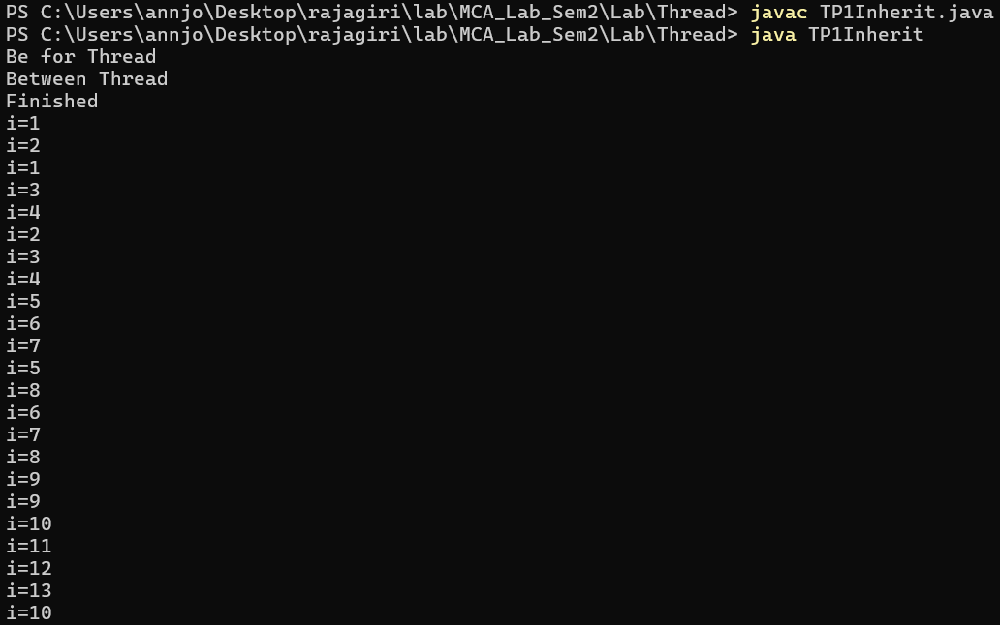 PS C:\Users\annjo\Desktop\rajagiri\lab\MCA_Lab_Sem2\Lab\Thread> javac TP1Inherit.java
PS C:\Users\annjo\Desktop\rajagiri\lab\MCA_Lab_Sem2\Lab\Thread> java TP1Inherit
Be for Thread
Between Thread
Finished
i=1
i=2
i=1
i=3
i=4
i=2
i=3
i=4
i=5
i=6
i=7
i=5
i=8
i=6
i=7
i=8
i=9
i=9
i=10
i=11
i=12
i=13
i=10